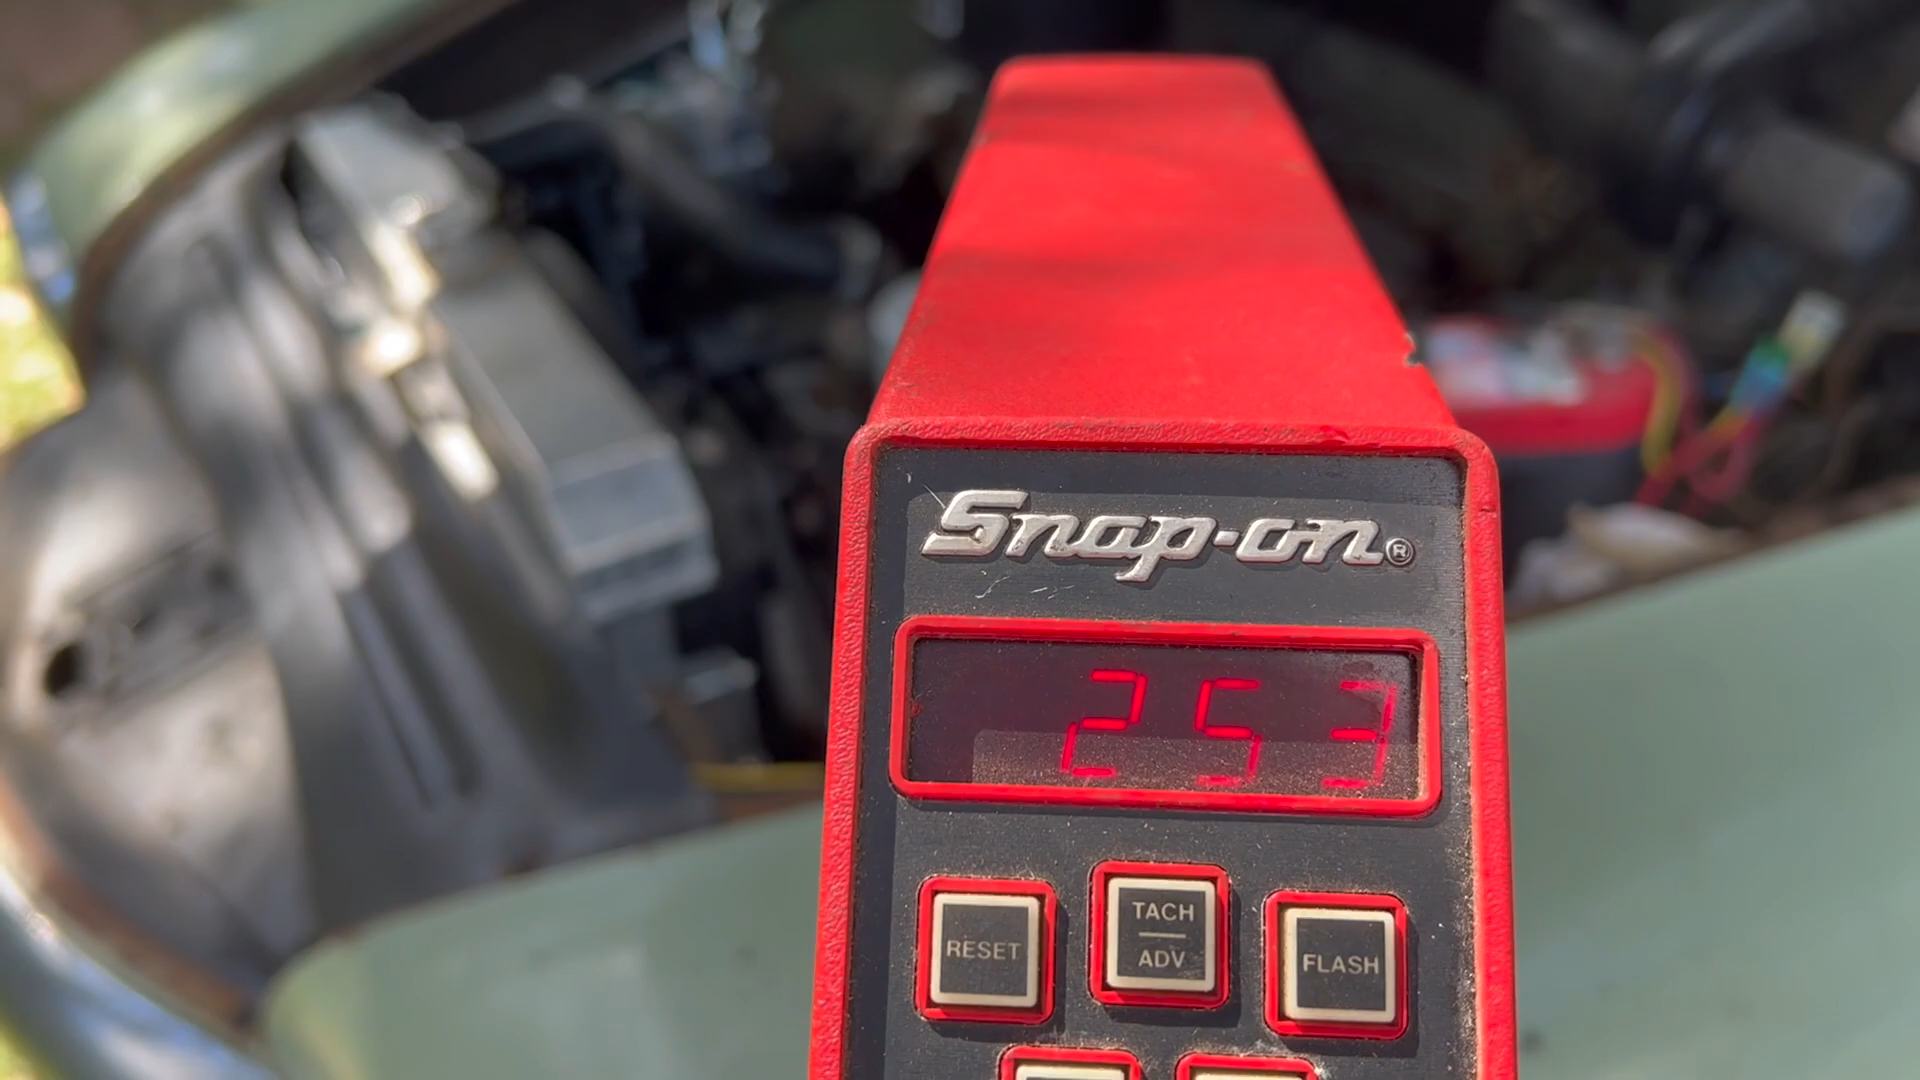 Snap-on®
253
RESET
TACH
ADV
FLASH